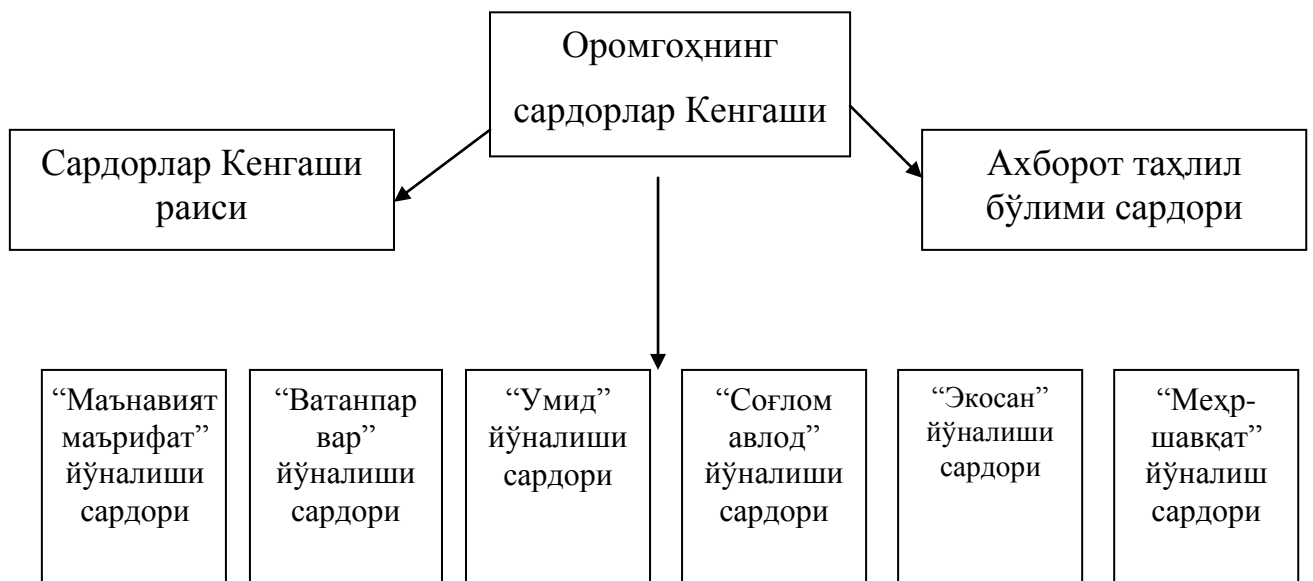 Оромгоҳнинг
сардорлар Кенгаши
Сардорлар Кенгаши
раиси
Ахборот таҳлил
бўлими сардори
“Маънавият
маърифат”
йўналиши
сардори
“Ватанпар
вар”
йўналиши
сардори
“Умид”
йўналиши
сардори
“Соғлом
авлод”
йўналиши
сардори
“Экосан”
йўналиши
сардори
“Меҳр-
шавқат”
йўналиш
сардори